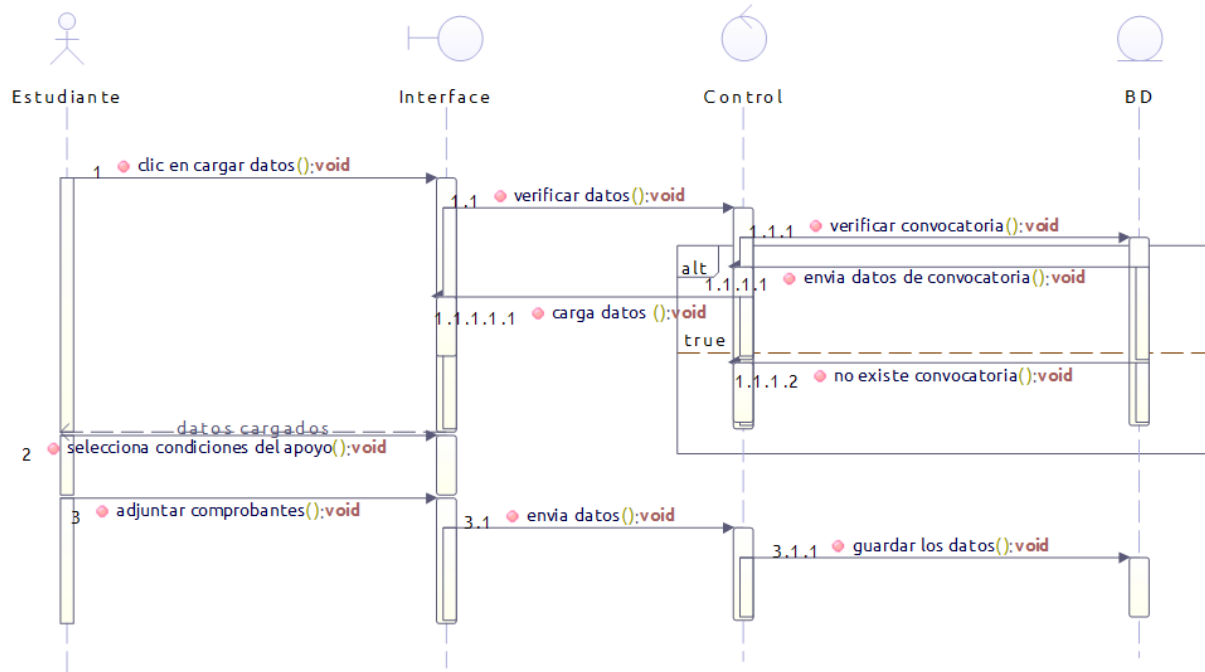 Estudiante
Interface
Control
BD
1 clic en cargar datos():void
1.1 verificar datos():void
1.1.1 verificar convocatoria():void
alt
1.1.1.1 envia datos de convocatoria():void
1.1.1.1.1 carga datos ():void
true
1.1.1.2 no existe convocatoria():void
datos cargados
2 selecciona condiciones del apoyo():void
3 adjuntar comprobantes():void
3.1 envia datos():void
3.1.1 guardar los datos():void